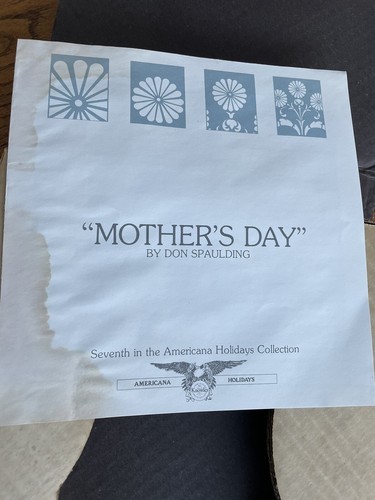 “MOTHER’S DAY”
BY DON SPAULDING
Seventh in the Americana Holidays Collection
AMERICANA HOLIDAYS